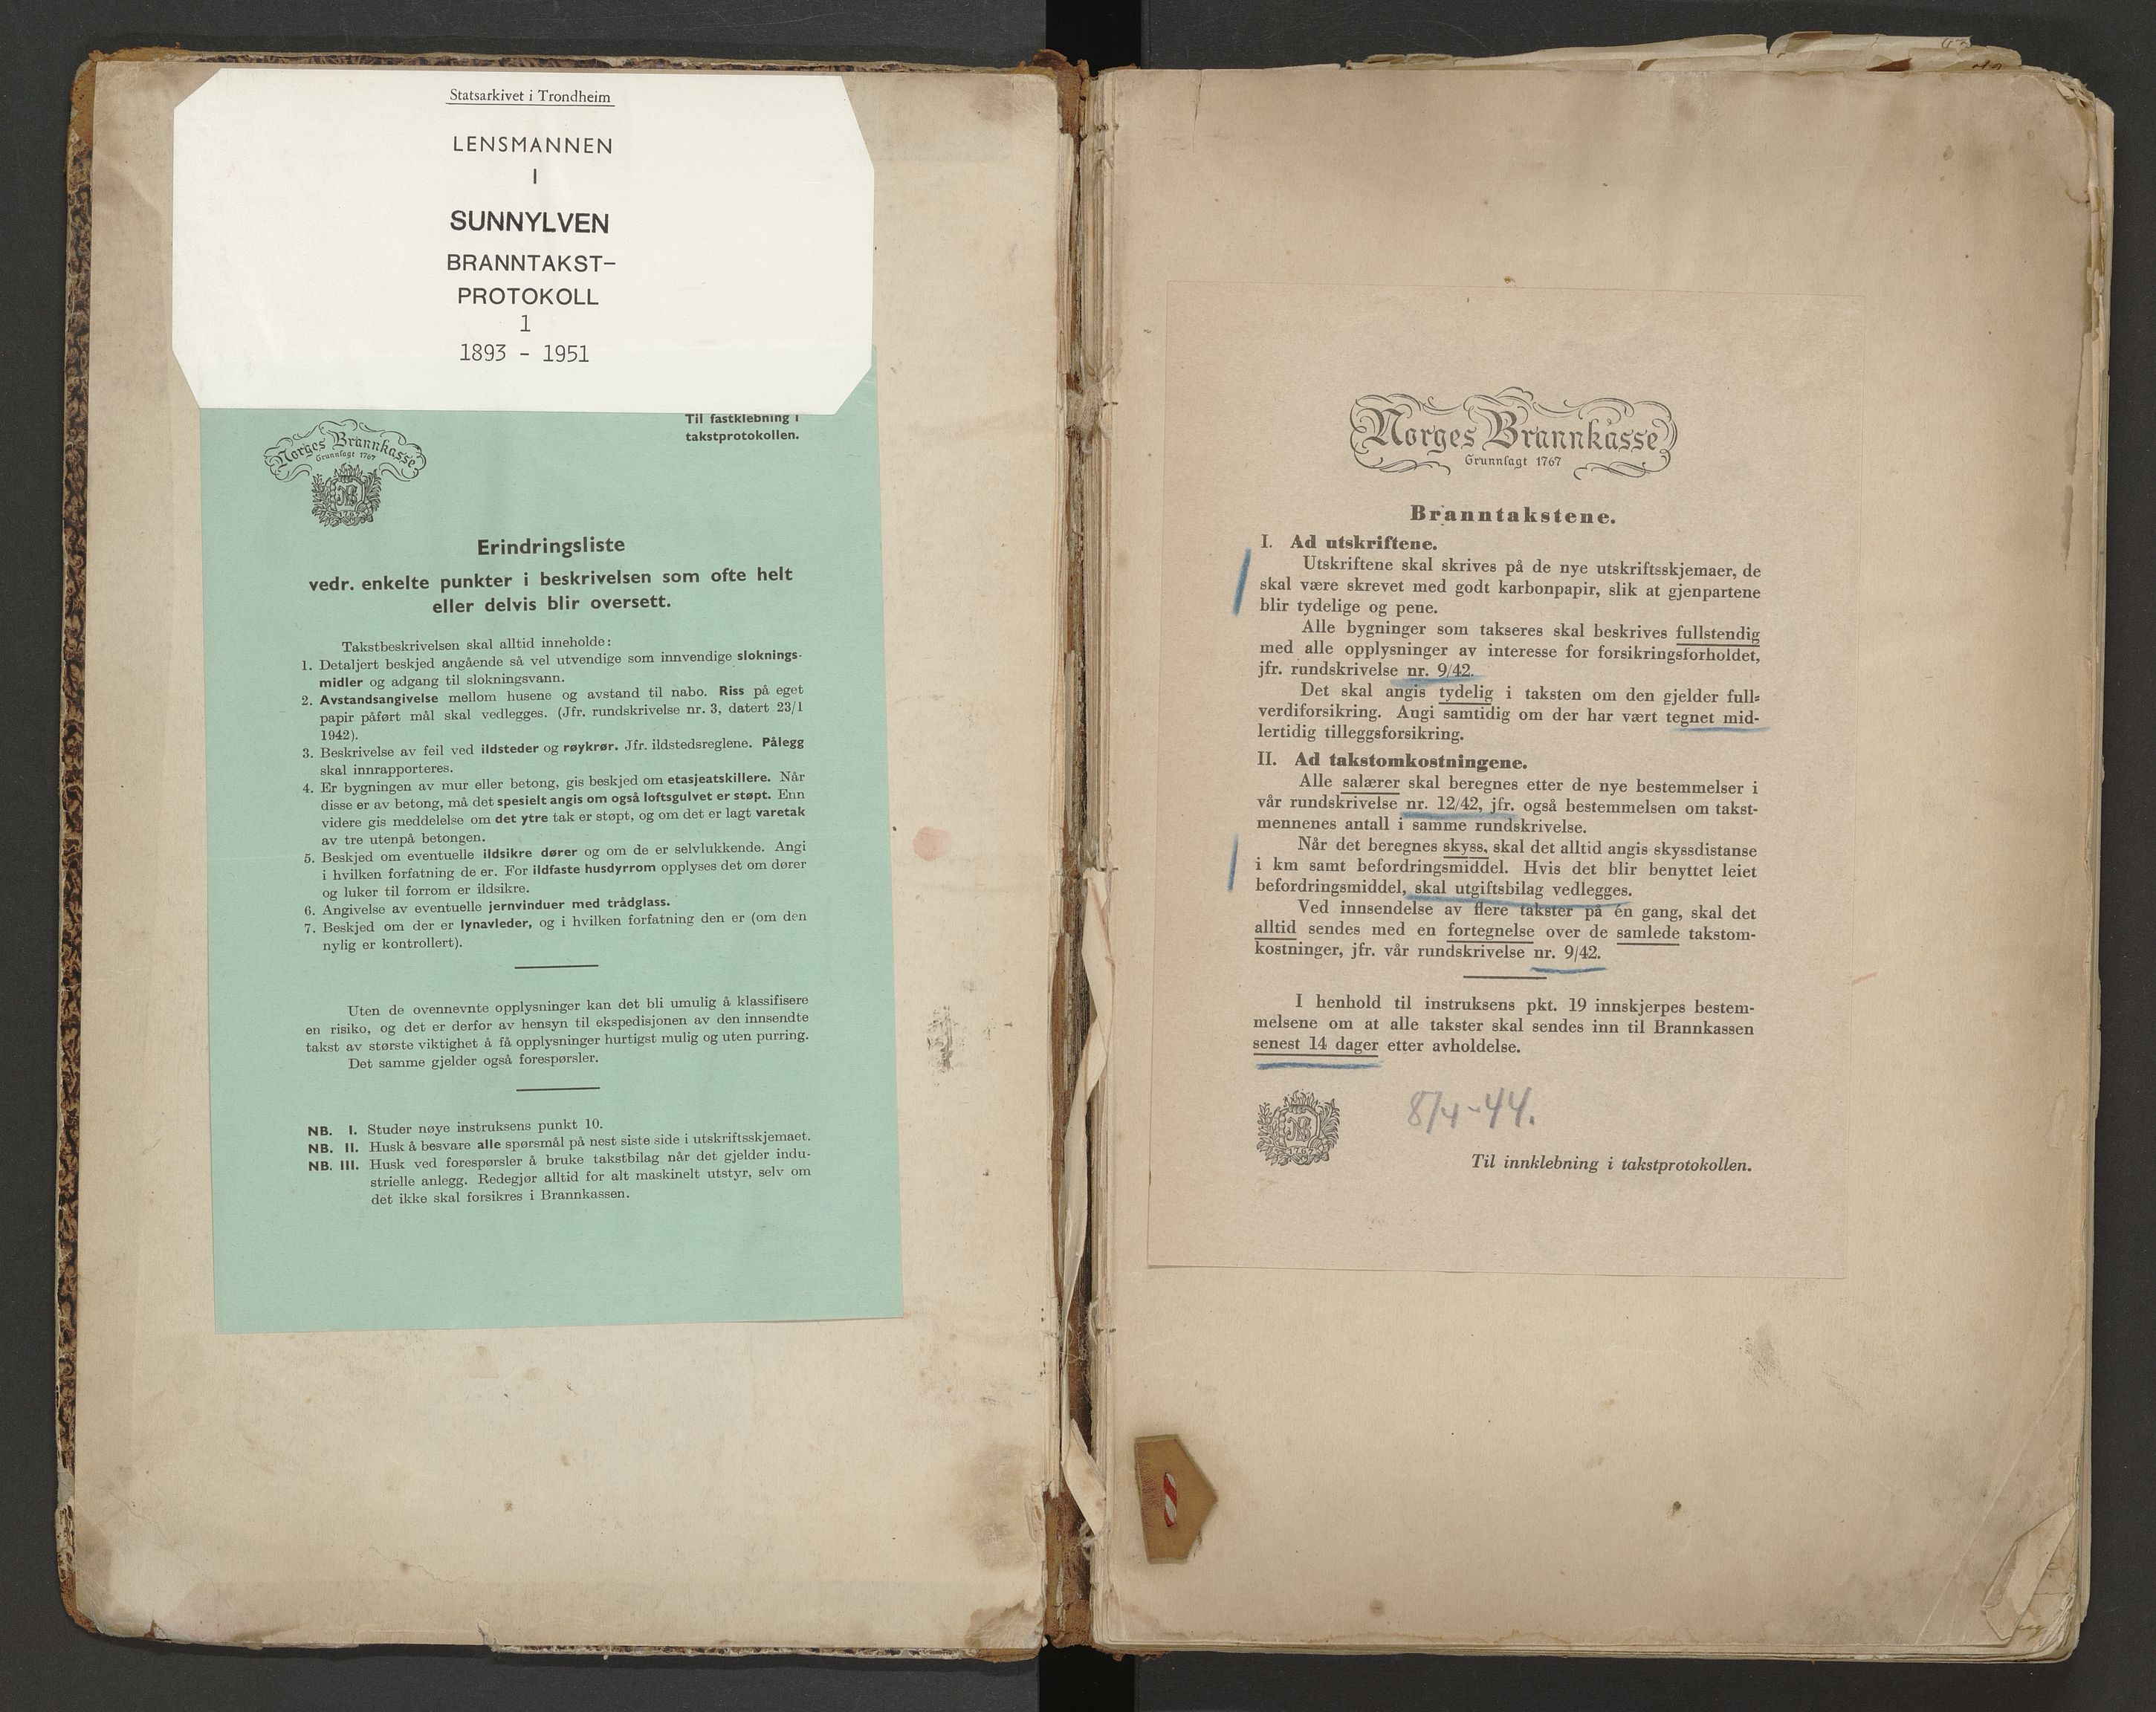 Statsarkivet i Trondheim
LENSMANNEN
I
SUNNYLVEN
BRANNTAKST-
PROTOKOLL
1
1893 - 1951
Til fastklebning i
takstprotokollen.
Norges Brannkasse
Grunnlagt 1767
NB
1767
Erindringsliste
vedr. enkelte punkter i beskrivelsen som ofte helt
eller delvis blir oversett.
Takstbeskrivelsen skal alltid inneholde:
1. Detaljert beskjed angående så vel utvendige som innvendige sloknings-
midler og adgang til slokningsvann.
2. Avstandsangivelse mellom husene og avstand til nabo. Riss på eget
papir påført mål skal vedlegges. (Jfr. rundskrivelse nr. 3, datert 23/1
1942).
3. Beskrivelse av feil ved ildsteder og røykrør. Jfr. ildstedsreglene. Pålegg
skal innrapporteres.
4. Er bygningen av mur eller betong, gis beskjed om etasjeatskillere. Når
disse er av betong, må det spesielt angis om også loftsgulvet er støpt. Enn
videre gis meddelelse om det ytre tak er støpt, og om det er lagt varetak
av tre utenpå betongen.
5. Beskjed om eventuelle ildsikre dører og om de er selvlukkende. Angi
i hvilken forfatning de er. For ildfaste husdyrrom opplyses det om dører
og luker til forrom er ildsikre.
6. Angivelse av eventuelle jernvinduer med trådglass.
7. Beskjed om der er lynavleder, og i hvilken forfatning den er (om den
nylig er kontrollert).
Uten de ovennevnte opplysninger kan det bli umulig å klassifisere
en risiko, og det er derfor av hensyn til ekspedisjonen av den innsendte
takst av største viktighet å få opplysninger hurtigst mulig og uten purring.
Det samme gjelder også forespørsler.
NB. I. Studer nøye instruksens punkt 10.
NB. II. Husk å besvare alle spørsmål på nest siste side i utskriftsskjemaet.
NB. III. Husk ved forespørsler å bruke takstbilag når det gjelder indu-
strielle anlegg. Redegjør alltid for alt maskinelt utstyr, selv om
det ikke skal forsikres i Brannkassen.
Norges Brannkasse
Grunnlagt 1767
Branntakstene.
I. Ad utskriftene.
Utskriftene skal skrives på de nye utskriftsskjemaer, de
skal være skrevet med godt karbonpapir, slik at gjenpartene
blir tydelige og pene.
Alle bygninger som takseres skal beskrives fullstendig
med alle opplysninger av interesse for forsikringsforholdet,
jfr. rundskrivelse nr. 9/42.
Det skal angis tydelig i taksten om den gjelder full-
verdiforsikring. Angi samtidig om der har vært tegnet mid-
lertidig tilleggsforsikring.
II. Ad takstomkostningene.
Alle salærer skal beregnes etter de nye bestemmelser i
vår rundskrivelse nr. 12/42, jfr. også bestemmelsen om takst-
mennenes antall i samme rundskrivelse.
Når det beregnes skyss, skal det alltid angis skyssdistanse
i km samt befordringsmiddel. Hvis det blir benyttet leiet
befordringsmiddel, skal utgiftsbilag vedlegges.
Ved innsendelse av flere takster på én gang, skal det
alltid sendes med en fortegnelse over de samlede takstom-
kostninger, jfr. vår rundskrivelse nr. 9/42.
I henhold til instruksens pkt. 19 innskjerpes bestem-
melsene om at alle takster skal sendes inn til Brannkassen
senest 14 dager etter avholdelse.
NB
1767
8/4-44.
Til innklebning i takstprotokollen.